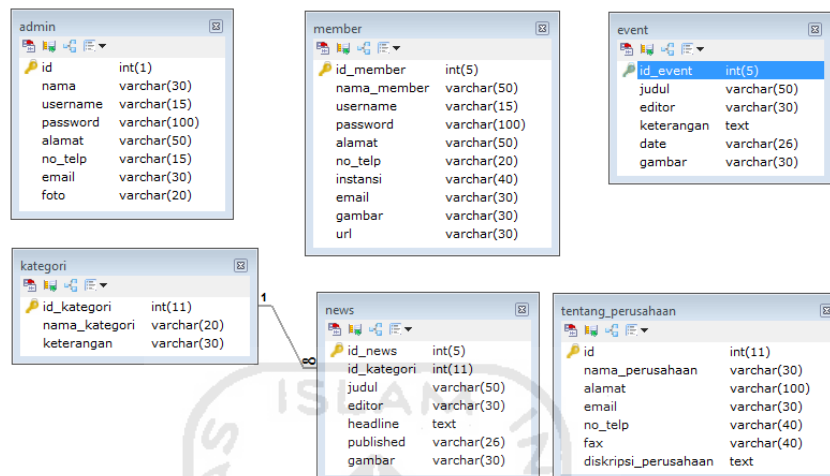 admin
id int(1)
nama varchar(30)
username varchar(15)
password varchar(100)
alamat varchar(50)
no_telp varchar(15)
email varchar(30)
foto varchar(20)
member
id_member int(5)
nama_member varchar(50)
username varchar(15)
password varchar(100)
alamat varchar(50)
no_telp varchar(20)
instansi varchar(40)
email varchar(30)
gambar varchar(30)
url varchar(30)
event
id_event int(5)
judul varchar(50)
editor varchar(30)
keterangan text
date varchar(26)
gambar varchar(30)
kategori
id_kategori int(11)
nama_kategori varchar(20)
keterangan varchar(30)
1
∞
news
id_news int(5)
id_kategori int(11)
judul varchar(50)
editor varchar(30)
headline text
published varchar(26)
gambar varchar(30)
tentang_perusahaan
id int(11)
nama_perusahaan varchar(30)
alamat varchar(100)
email varchar(30)
no_telp varchar(40)
fax varchar(40)
diskripsi_perusahaan text
ISLAM